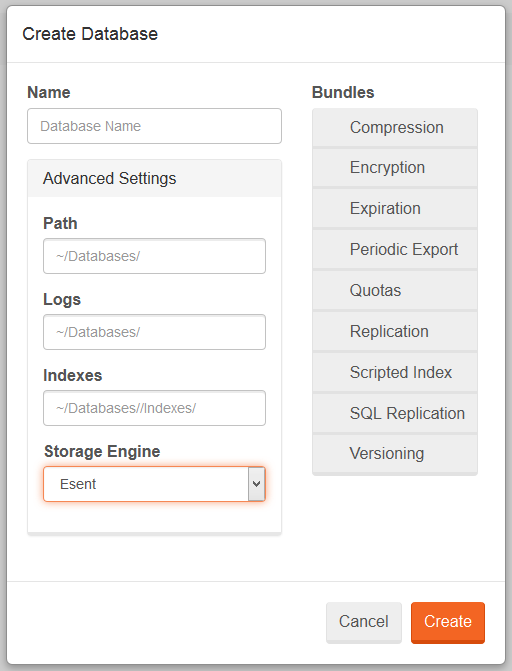 Create Database
Name
Database Name
Advanced Settings
Path
~/Databases/
Logs
~/Databases/
Indexes
~/Databases//Indexes/
Storage Engine
Esent
Bundles
Compression
Encryption
Expiration
Periodic Export
Quotas
Replication
Scripted Index
SQL Replication
Versioning
Cancel
Create